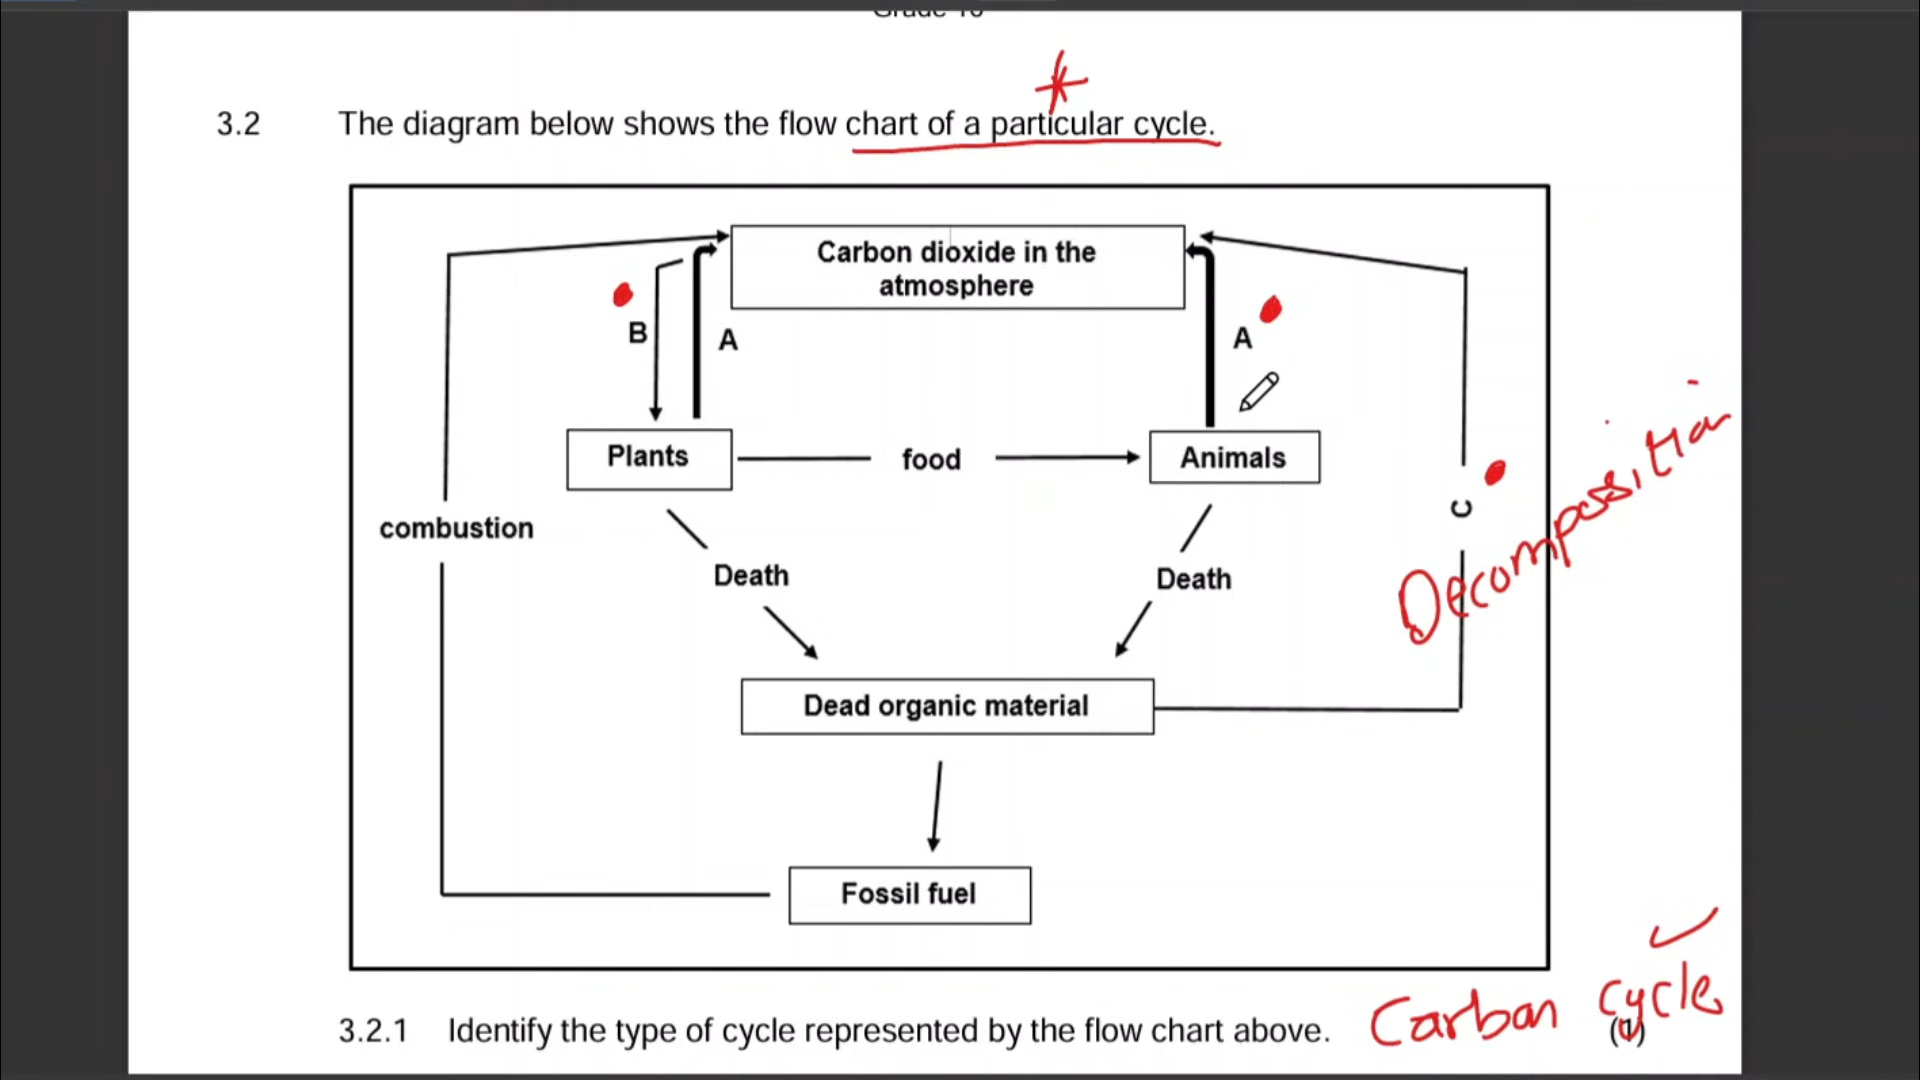 Grade 10
3.2 The diagram below shows the flow chart of a particular cycle.
Carbon dioxide in the
atmosphere
B
A
A
Plants
food
Animals
combustion
C
Decomposition
Death
Death
Dead organic material
Fossil fuel
3.2.1 Identify the type of cycle represented by the flow chart above. Carbon cycle
(1)